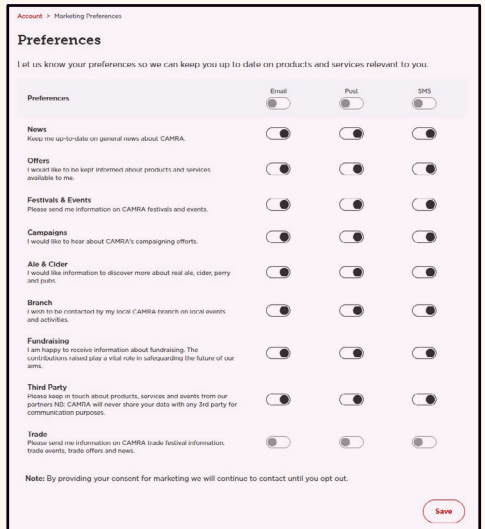 Account > Marketing Preferences
Preferences
Let us know your preferences so we can keep you up to date on products and services relevant to you.
Preferences Email Post SMS
News
Keep me up-to-date on general news about CAMRA.
Offers
I would like to be kept informed about products and services
available to me.
Festivals & Events
Please send me information on CAMRA festivals and events.
Campaigns
I would like to hear about CAMRA's campaigning efforts.
Ale & Cider
I would like information to discover more about real ale, cider, perry
and pubs.
Branch
I wish to be contacted by my local CAMRA branch on local events
and activities.
Fundraising
I am happy to receive information about fundraising. The
contributions raised play a vital role in safeguarding the future of our
aims.
Third Party
Please keep in touch about products, services and events from our
partners NB: CAMRA will never share your data with any 3rd party for
communication purposes.
Trade
Please send me information on CAMRA trade festival information,
trade events, trade offers and news.
Note: By providing your consent for marketing we will continue to contact until you opt out.
Save